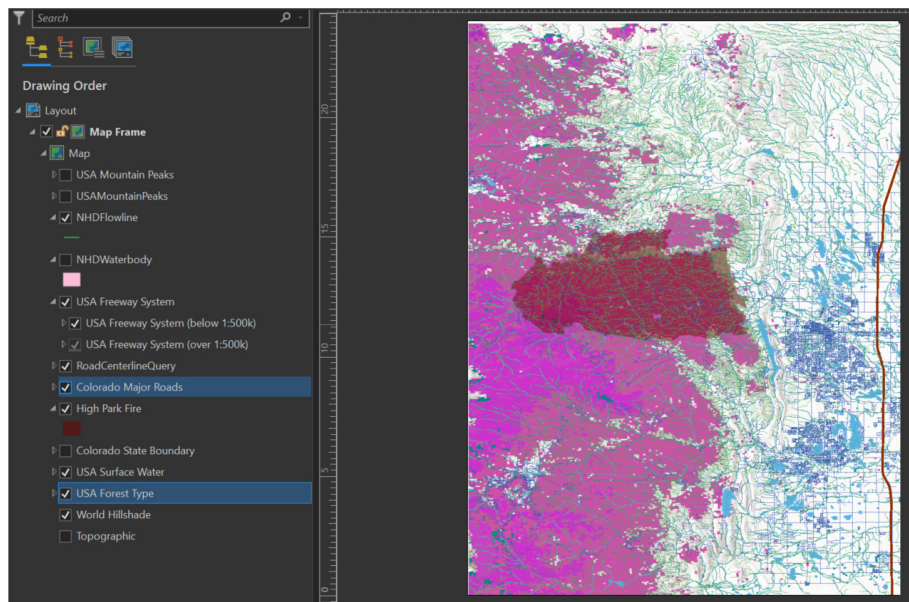 Search
Drawing Order
Layout
Map Frame
Map
USA Mountain Peaks
USAMountainPeaks
NHDFlowline
NHDWaterbody
USA Freeway System
USA Freeway System (below 1:500k)
USA Freeway System (over 1:500k)
RoadCenterlineQuery
Colorado Major Roads
High Park Fire
Colorado State Boundary
USA Surface Water
USA Forest Type
World Hillshade
Topographic
20
15
10
5
0